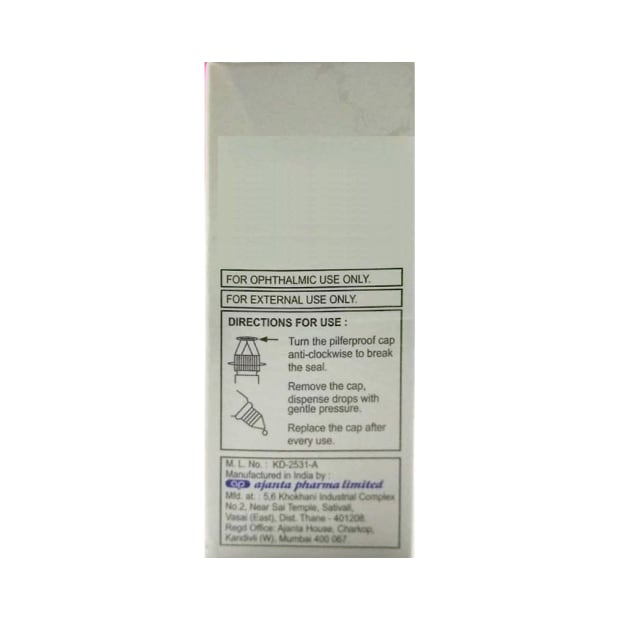 FOR OPHTHALMIC USE ONLY.
FOR EXTERNAL USE ONLY.
DIRECTIONS FOR USE :
Turn the pilferproof cap
anti-clockwise to break
the seal.
Remove the cap,
dispense drops with
gentle pressure.
Replace the cap after
every use.
M. L. No. : KD-2531-A
Manufactured in India by :
ap ajanta pharma limited
Mfd. at : 5,6 Khokhani Industrial Complex
No.2, Near Sai Temple, Sativali,
Vasai (East), Dist. Thane - 401208.
Regd Office: Ajanta House, Charkop,
Kandivli (W), Mumbai 400 067